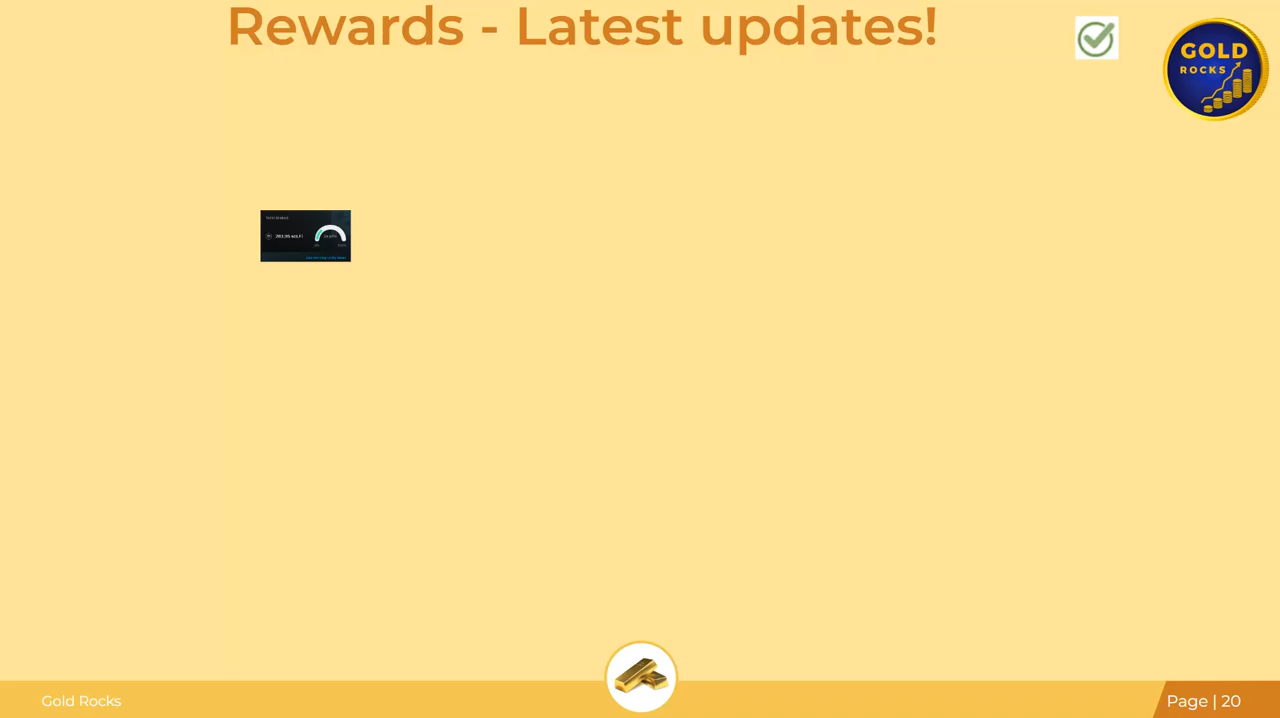 Rewards - Latest updates!
GOLD
ROCKS
Gold Rocks
Page | 20